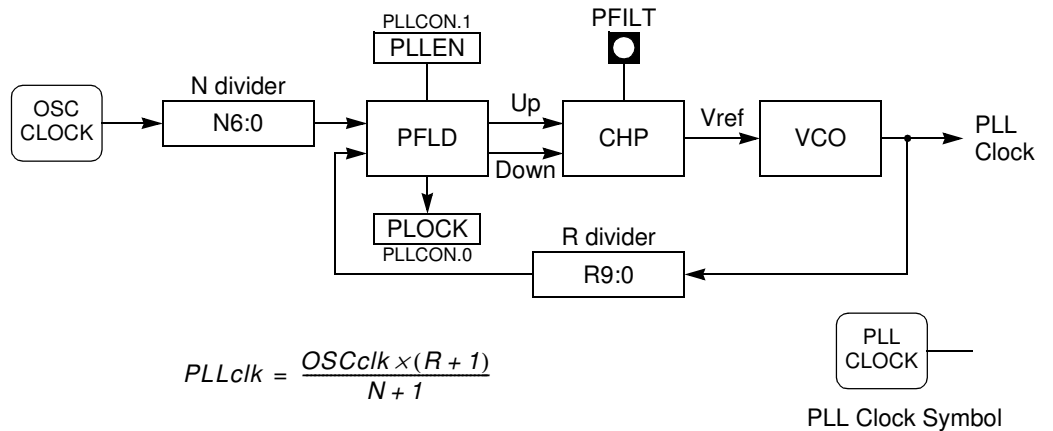 PLLCON.1
PLLEN
PFILT
OSC
CLOCK
N divider
N6:0
PFLD
Up
Down
CHP
Vref
VCO
PLL
Clock
PLOCK
PLLCON.0
R divider
R9:0
PLLclk = OSCclk × (R + 1)
N + 1
PLL
CLOCK
PLL Clock Symbol